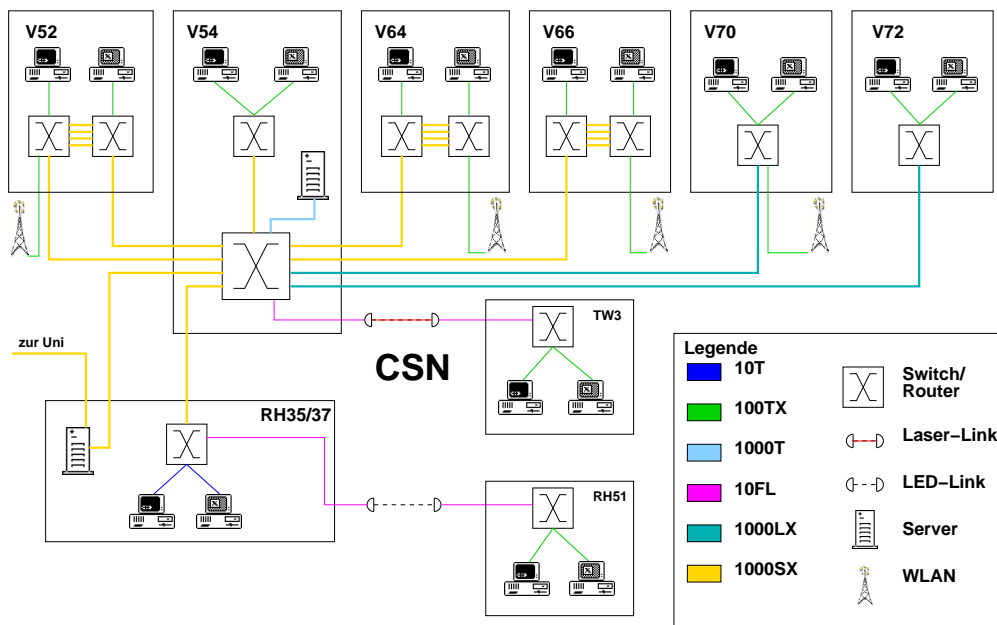 V52
V54
V64
V66
V70
V72
TW3
zur Uni
CSN
RH35/37
RH51
Legende
10T
100TX
1000T
10FL
1000LX
1000SX
Switch/
Router
Laser–Link
LED–Link
Server
WLAN